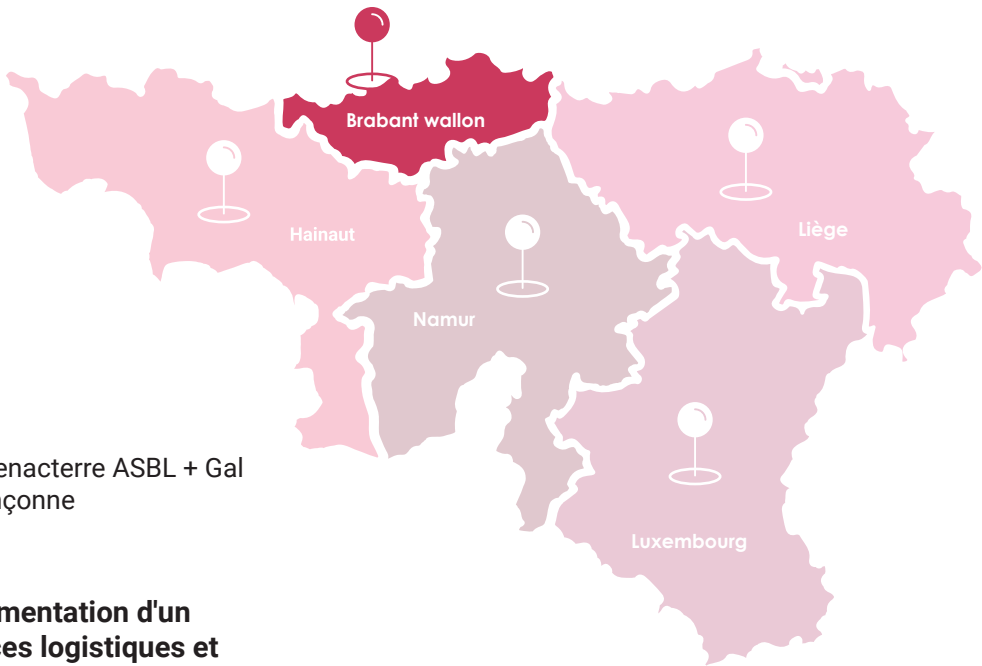 Brabant wallon
Liège
Hainaut
Namur
enacterre ASBL + Gal
çonne
Luxembourg
mentation d'un
ces logistiques et